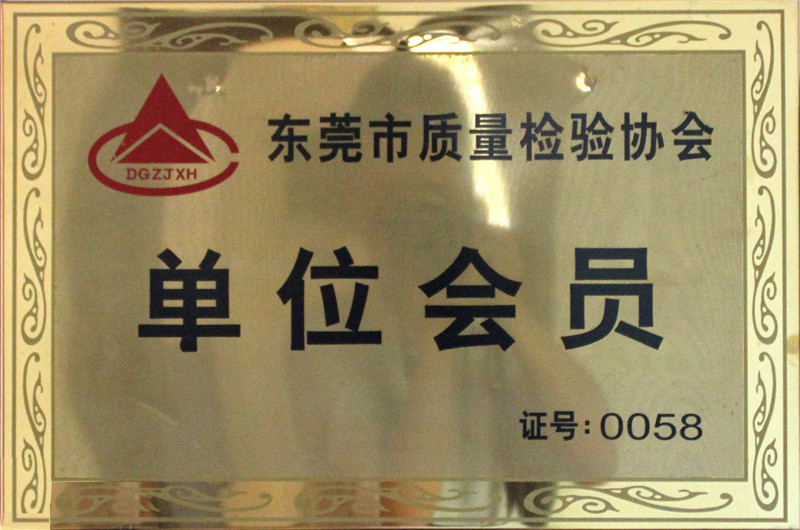 东莞市质量检验协会
DGZJXH
单位会员
证号:0058